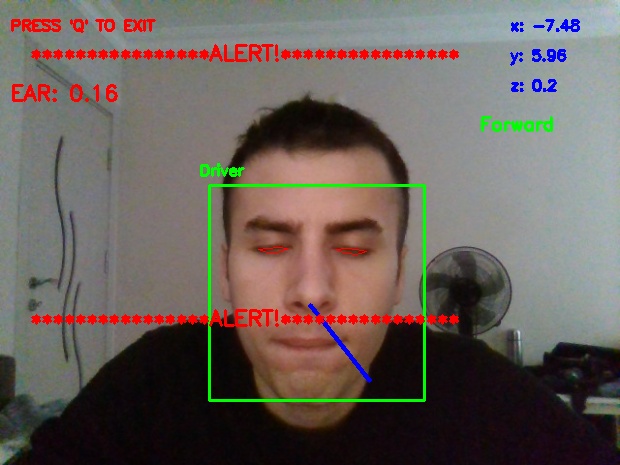 PRESS 'Q' TO EXIT
****************ALERT!****************
EAR: 0.16
x: -7.48
y: 5.96
z: 0.2
Forward
Driver
****************ALERT!****************